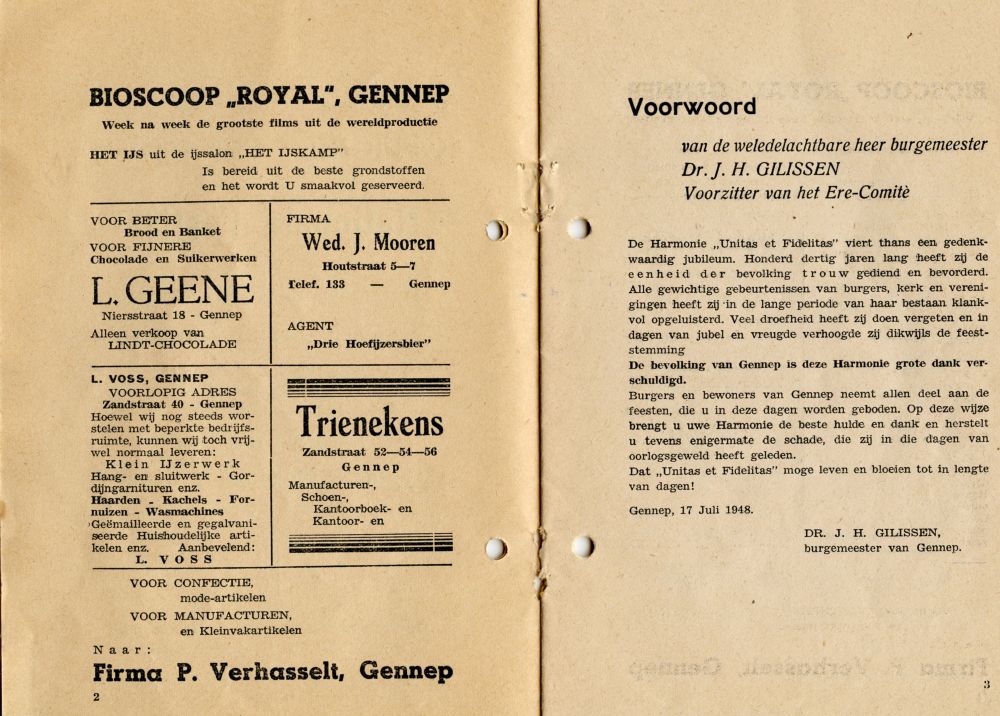 BIOSCOOP „ROYAL", GENNEP
Week na week de grootste films uit de wereldproductie
HET IJS uit de ijssalon „HET IJSKAMP"
Is bereid uit de beste grondstoffen
en het wordt U smaakvol geserveerd.
VOOR BETER
Brood en Banket
VOOR FIJNERE
Chocolade en Suikerwerken
L. GEENE
Niersstraat 18 - Gennep
Alleen verkoop van
LINDT-CHOCOLADE
FIRMA
Wed. J. Mooren
Houtstraat 5—7
Telef. 133 — Gennep
AGENT
„Drie Hoefijzersbier"
L. VOSS, GENNEP
VOORLOPIG ADRES
Zandstraat 40 - Gennep
Hoewel wij nog steeds wor-
stelen met beperkte bedrijfs-
ruimte, kunnen wij toch vrij-
wel normaal leveren:
Klein IJzerwerk
Hang- en sluitwerk - Gor-
dijngarnituren enz.
Haarden - Kachels - For-
nuizen - Wasmachines
Geëmailleerde en gegalvani-
seerde Huishoudelijke arti-
kelen enz. Aanbevelend:
L. VOSS
Trienekens
Zandstraat 52—54—56
Gennep
Manufacturen-,
Schoen-,
Kantoorboek- en
Kantoor- en
VOOR CONFECTIE,
mode-artikelen
VOOR MANUFACTUREN,
en Kleinvakartikelen
Naar:
Firma P. Verhasselt, Gennep
2
Voorwoord
van de weledelachtbare heer burgemeester
Dr. J. H. GILISSEN
Voorzitter van het Ere-Comitè
De Harmonie „Unitas et Fidelitas" viert thans een gedenk-
waardig jubileum. Honderd dertig jaren lang heeft zij de
eenheid der bevolking trouw gediend en bevorderd.
Alle gewichtige gebeurtenissen van burgers, kerk en vereni-
gingen heeft zij in de lange periode van haar bestaan klank-
vol opgeluisterd. Veel droefheid heeft zij doen vergeten en in
dagen van jubel en vreugde verhoogde zij dikwijls de feest-
stemming
De bevolking van Gennep is deze Harmonie grote dank ver-
schuldigd.
Burgers en bewoners van Gennep neemt allen deel aan de
feesten, die u in deze dagen worden geboden. Op deze wijze
brengt u uwe Harmonie de beste hulde en dank en herstelt
u tevens enigermate de schade, die zij in die dagen van
oorlogsgeweld heeft geleden.
Dat „Unitas et Fidelitas" moge leven en bloeien tot in lengte
van dagen!
Gennep, 17 Juli 1948.
DR. J. H. GILISSEN,
burgemeester van Gennep.
3